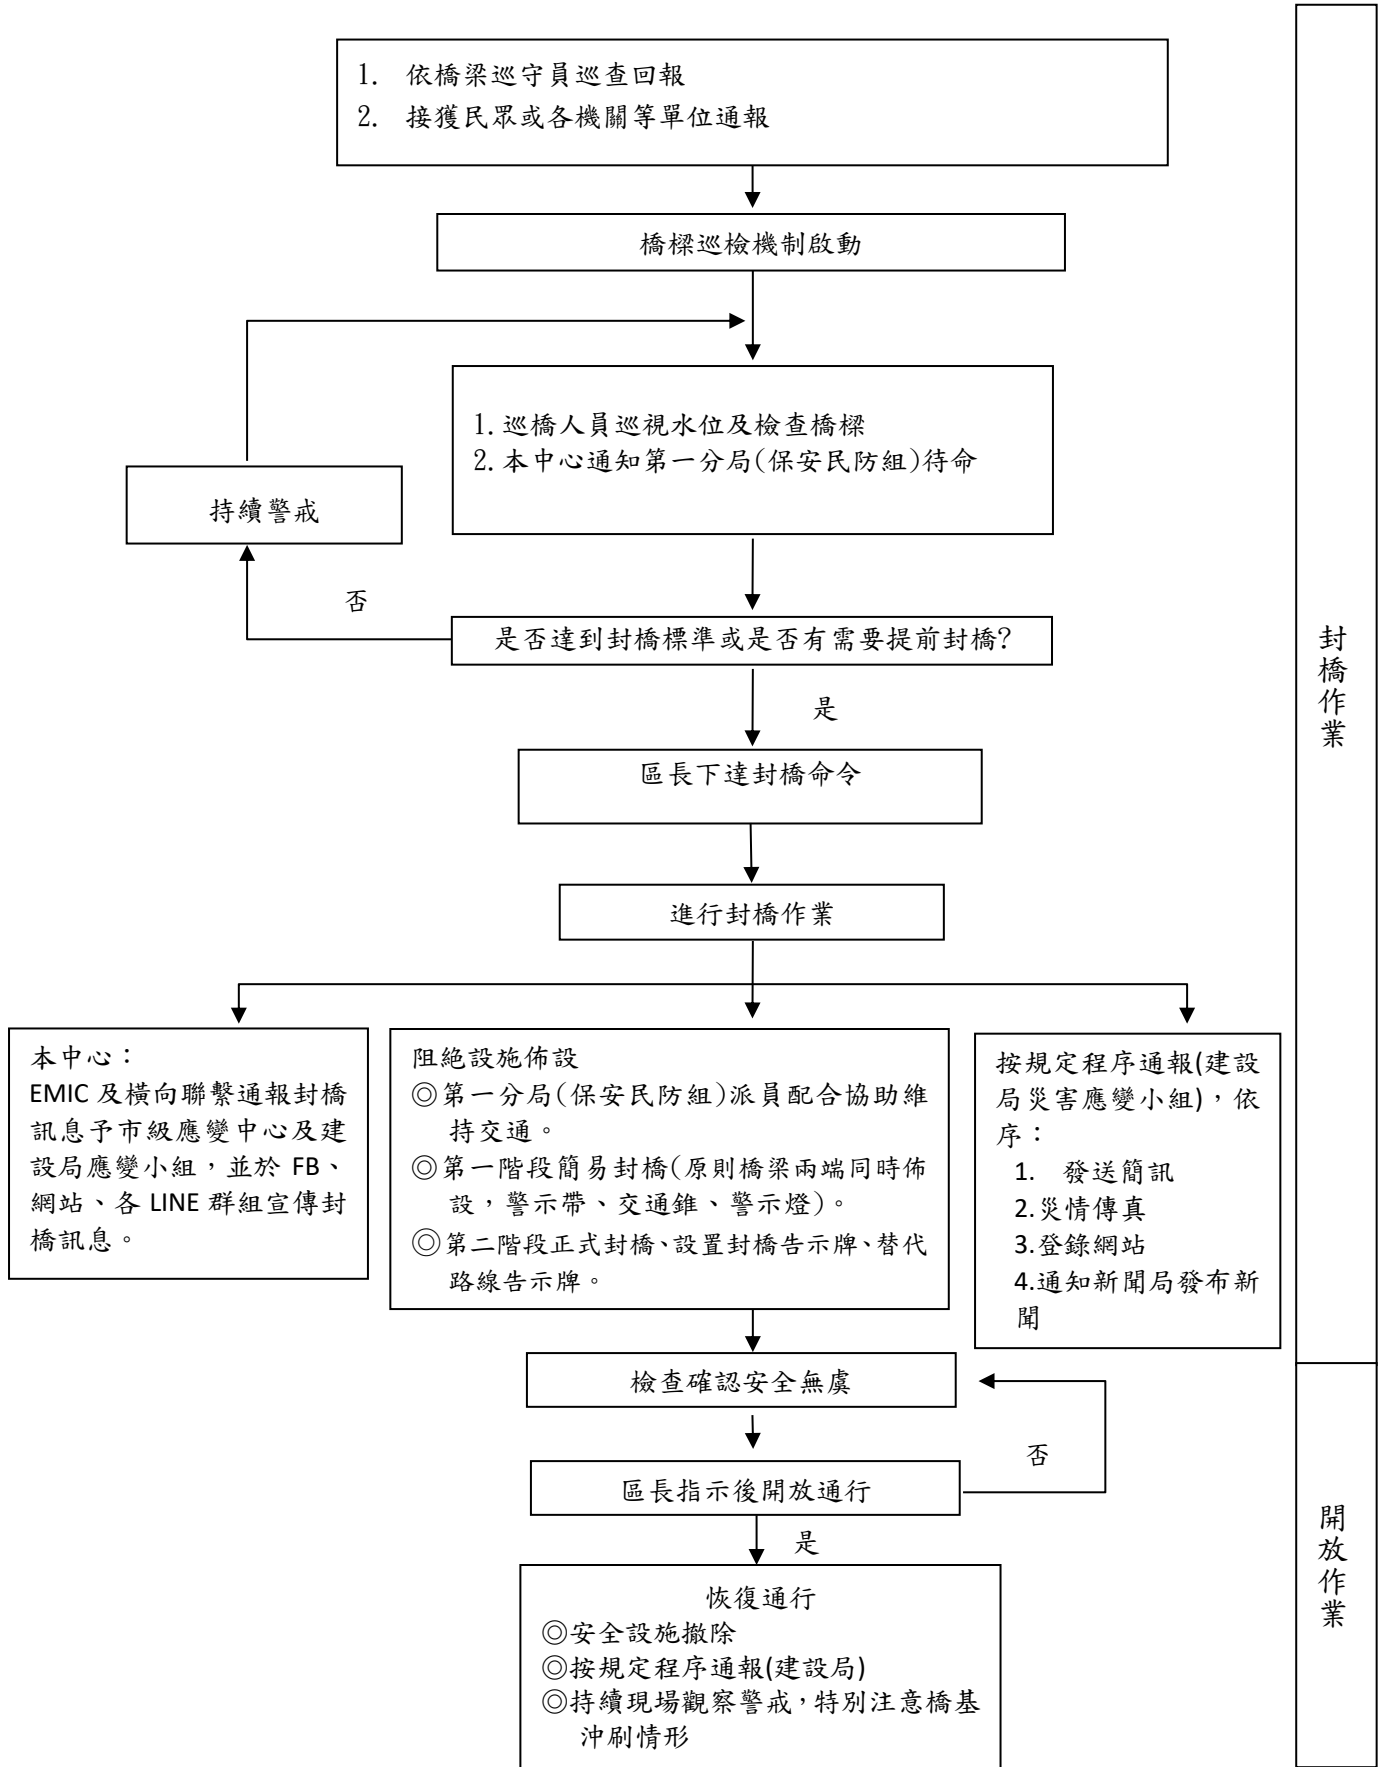 1. 依橋梁巡守員巡查回報
2. 接獲民眾或各機關等單位通報
橋樑巡檢機制啟動
1.巡橋人員巡視水位及檢查橋樑
2.本中心通知第一分局(保安民防組)待命
持續警戒
否
是否達到封橋標準或是否有需要提前封橋?
是
區長下達封橋命令
進行封橋作業
本中心：
EMIC 及橫向聯繫通報封橋
訊息予市級應變中心及建
設局應變小組，並於 FB、
網站、各 LINE 群組宣傳封
橋訊息。
阻絶設施佈設
◎第一分局(保安民防組)派員配合協助維
持交通。
◎第一階段簡易封橋(原則橋梁兩端同時佈
設，警示帶、交通錐、警示燈)。
◎第二階段正式封橋、設置封橋告示牌、替代
路線告示牌。
按規定程序通報(建設
局災害應變小組)，依
序：
1. 發送簡訊
2.災情傳真
3.登錄網站
4.通知新聞局發布新
聞
檢查確認安全無虞
否
區長指示後開放通行
是
恢復通行
◎安全設施撤除
◎按規定程序通報(建設局)
◎持續現場觀察警戒，特別注意橋基
沖刷情形
封橋作業
開放作業